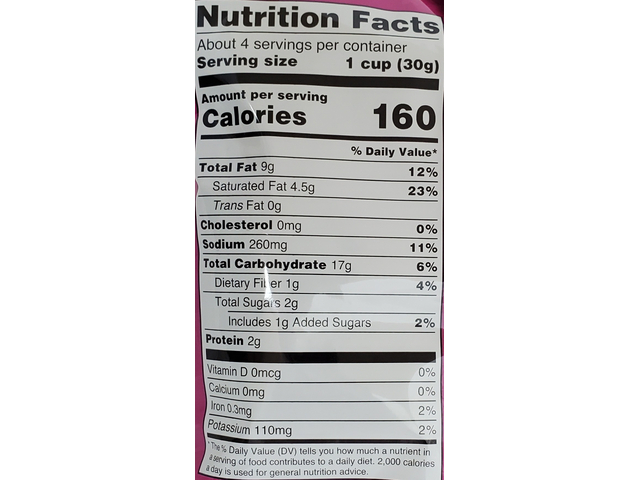 Nutrition Facts
About 4 servings per container
Serving size 1 cup (30g)
Amount per serving
Calories 160
% Daily Value*
Total Fat 9g 12%
Saturated Fat 4.5g 23%
Trans Fat 0g
Cholesterol 0mg 0%
Sodium 260mg 11%
Total Carbohydrate 17g 6%
Dietary Fiber 1g 4%
Total Sugars 2g
Includes 1g Added Sugars 2%
Protein 2g
Vitamin D 0mcg 0%
Calcium 0mg 0%
Iron 0.3mg 2%
Potassium 110mg 2%
*The % Daily Value (DV) tells you how much a nutrient in
a serving of food contributes to a daily diet. 2,000 calories
a day is used for general nutrition advice.